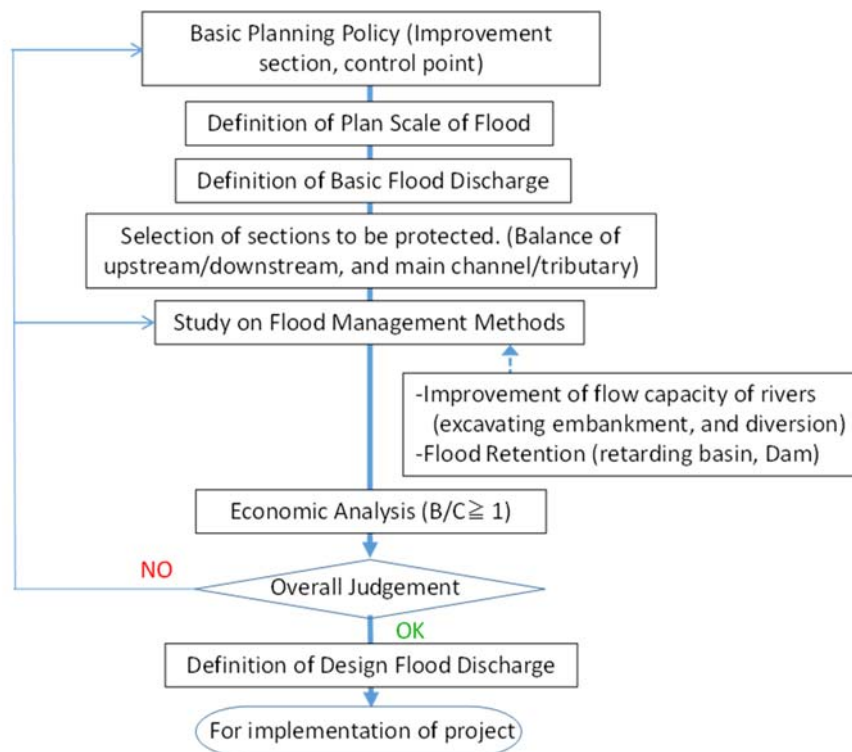 Basic Planning Policy (Improvement
section, control point)
Definition of Plan Scale of Flood
Definition of Basic Flood Discharge
Selection of sections to be protected. (Balance of
upstream/downstream, and main channel/tributary)
Study on Flood Management Methods
-Improvement of flow capacity of rivers
(excavating embankment, and diversion)
-Flood Retention (retarding basin, Dam)
Economic Analysis (B/C≧ 1)
NO
Overall Judgement
OK
Definition of Design Flood Discharge
For implementation of project